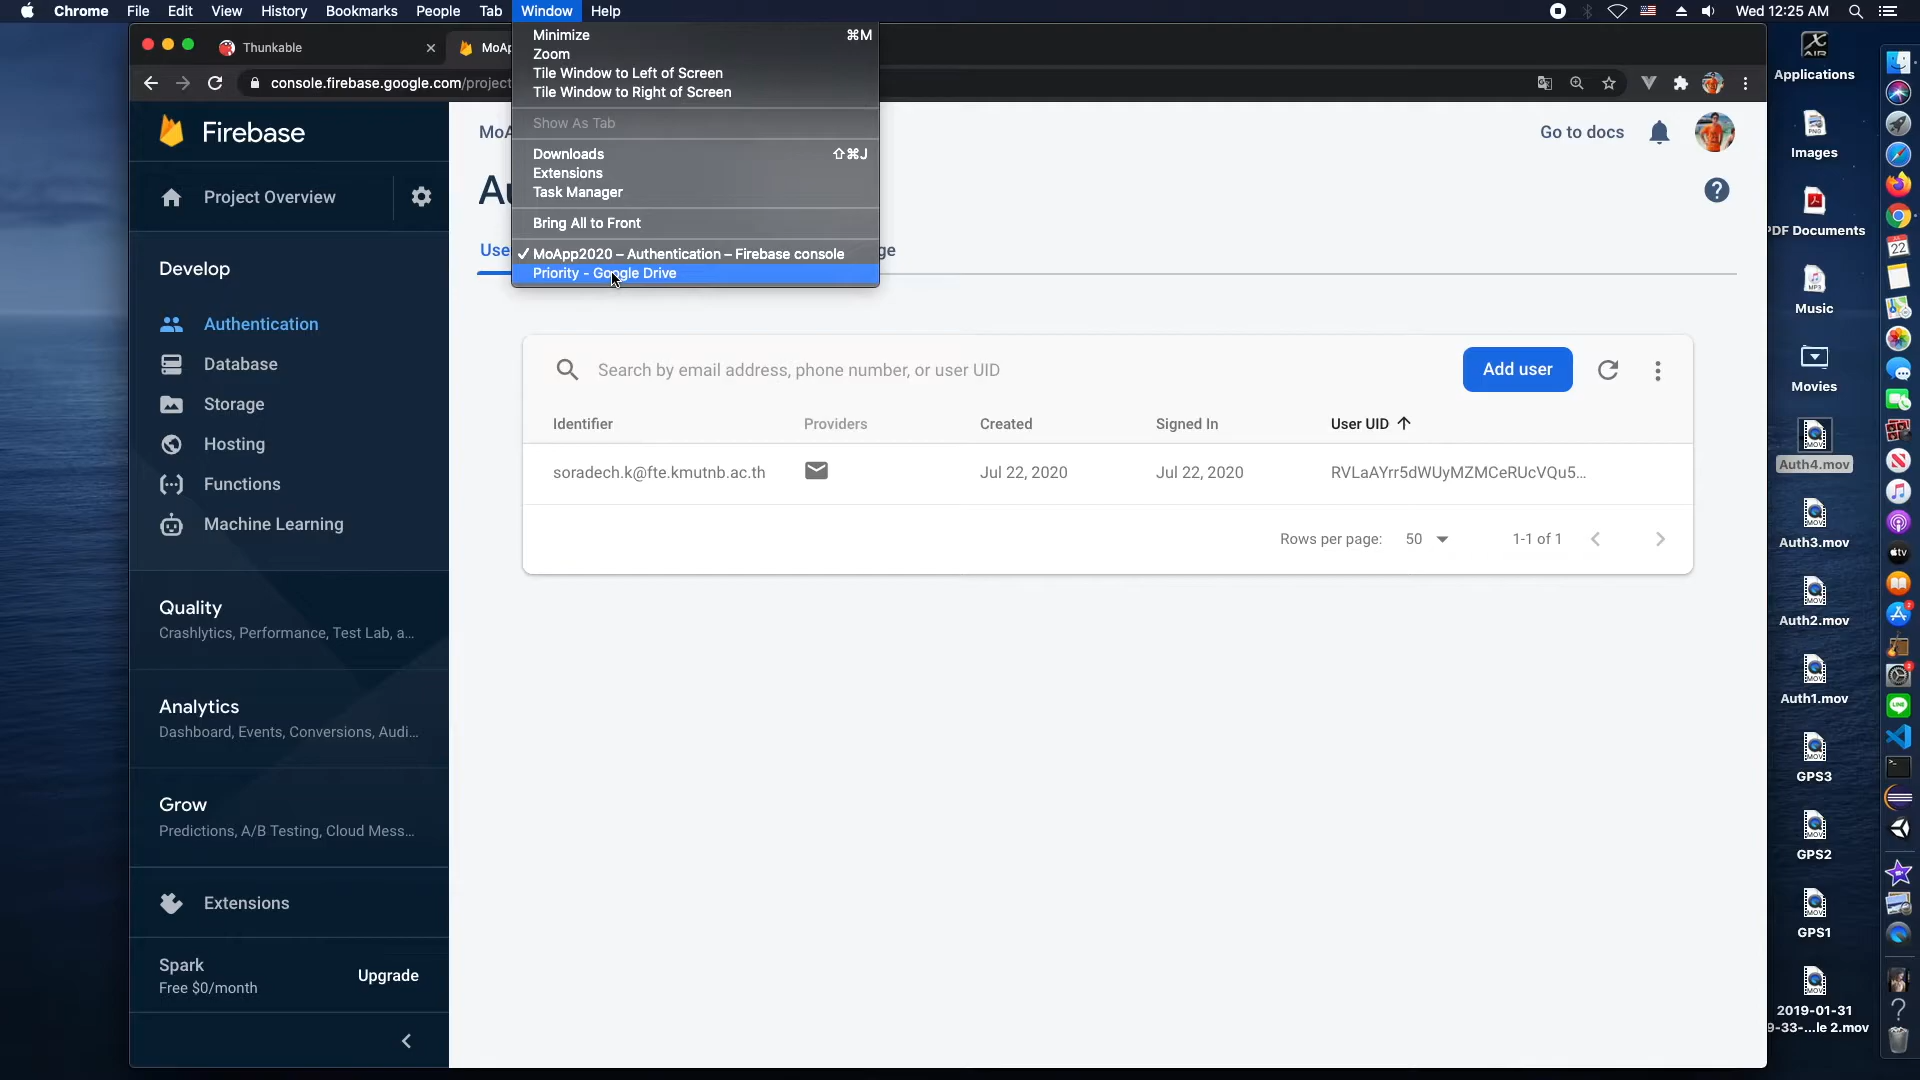 Chrome File Edit View History Bookmarks People Tab Window Help
Wed 12:25 AM
Thunkable
MoAp
console.firebase.google.com/project
Minimize ⌘M
Zoom
Tile Window to Left of Screen
Tile Window to Right of Screen
Show As Tab
Downloads ⇧⌘J
Extensions
Task Manager
Bring All to Front
✓ MoApp2020 – Authentication – Firebase console
Priority - Google Drive
Firebase
Project Overview
Develop
Authentication
Database
Storage
Hosting
Functions
Machine Learning
Quality
Crashlytics, Performance, Test Lab, a...
Analytics
Dashboard, Events, Conversions, Audi...
Grow
Predictions, A/B Testing, Cloud Mess...
Extensions
Spark
Free $0/month
Upgrade
MoA
Go to docs
Au
Use
ge
Search by email address, phone number, or user UID
Add user
Identifier Providers Created Signed In User UID
soradech.k@fte.kmutnb.ac.th Jul 22, 2020 Jul 22, 2020 RVLaAYrr5dWUyMZMCeRUcVQu5...
Rows per page: 50 1-1 of 1
Applications
Images
PDF Documents
Music
Movies
Auth4.mov
Auth3.mov
Auth2.mov
Auth1.mov
GPS3
GPS2
GPS1
2019-01-31
9-33-...le 2.mov